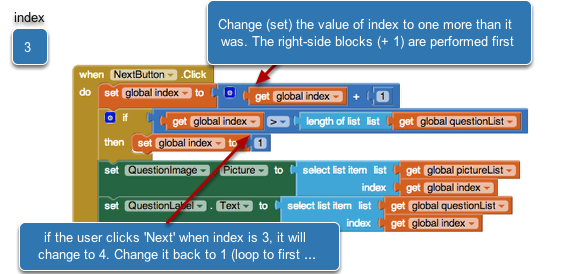 index
3
Change (set) the value of index to one more than it
was. The right-side blocks (+ 1) are performed first
when NextButton .Click
do set global index to get global index + 1
if get global index > length of list list get global questionList
then set global index to 1
set QuestionImage . Picture to select list item list get global pictureList
index get global index
set QuestionLabel . Text to select list item list get global questionList
index get global index
if the user clicks 'Next' when index is 3, it will
change to 4. Change it back to 1 (loop to first ...